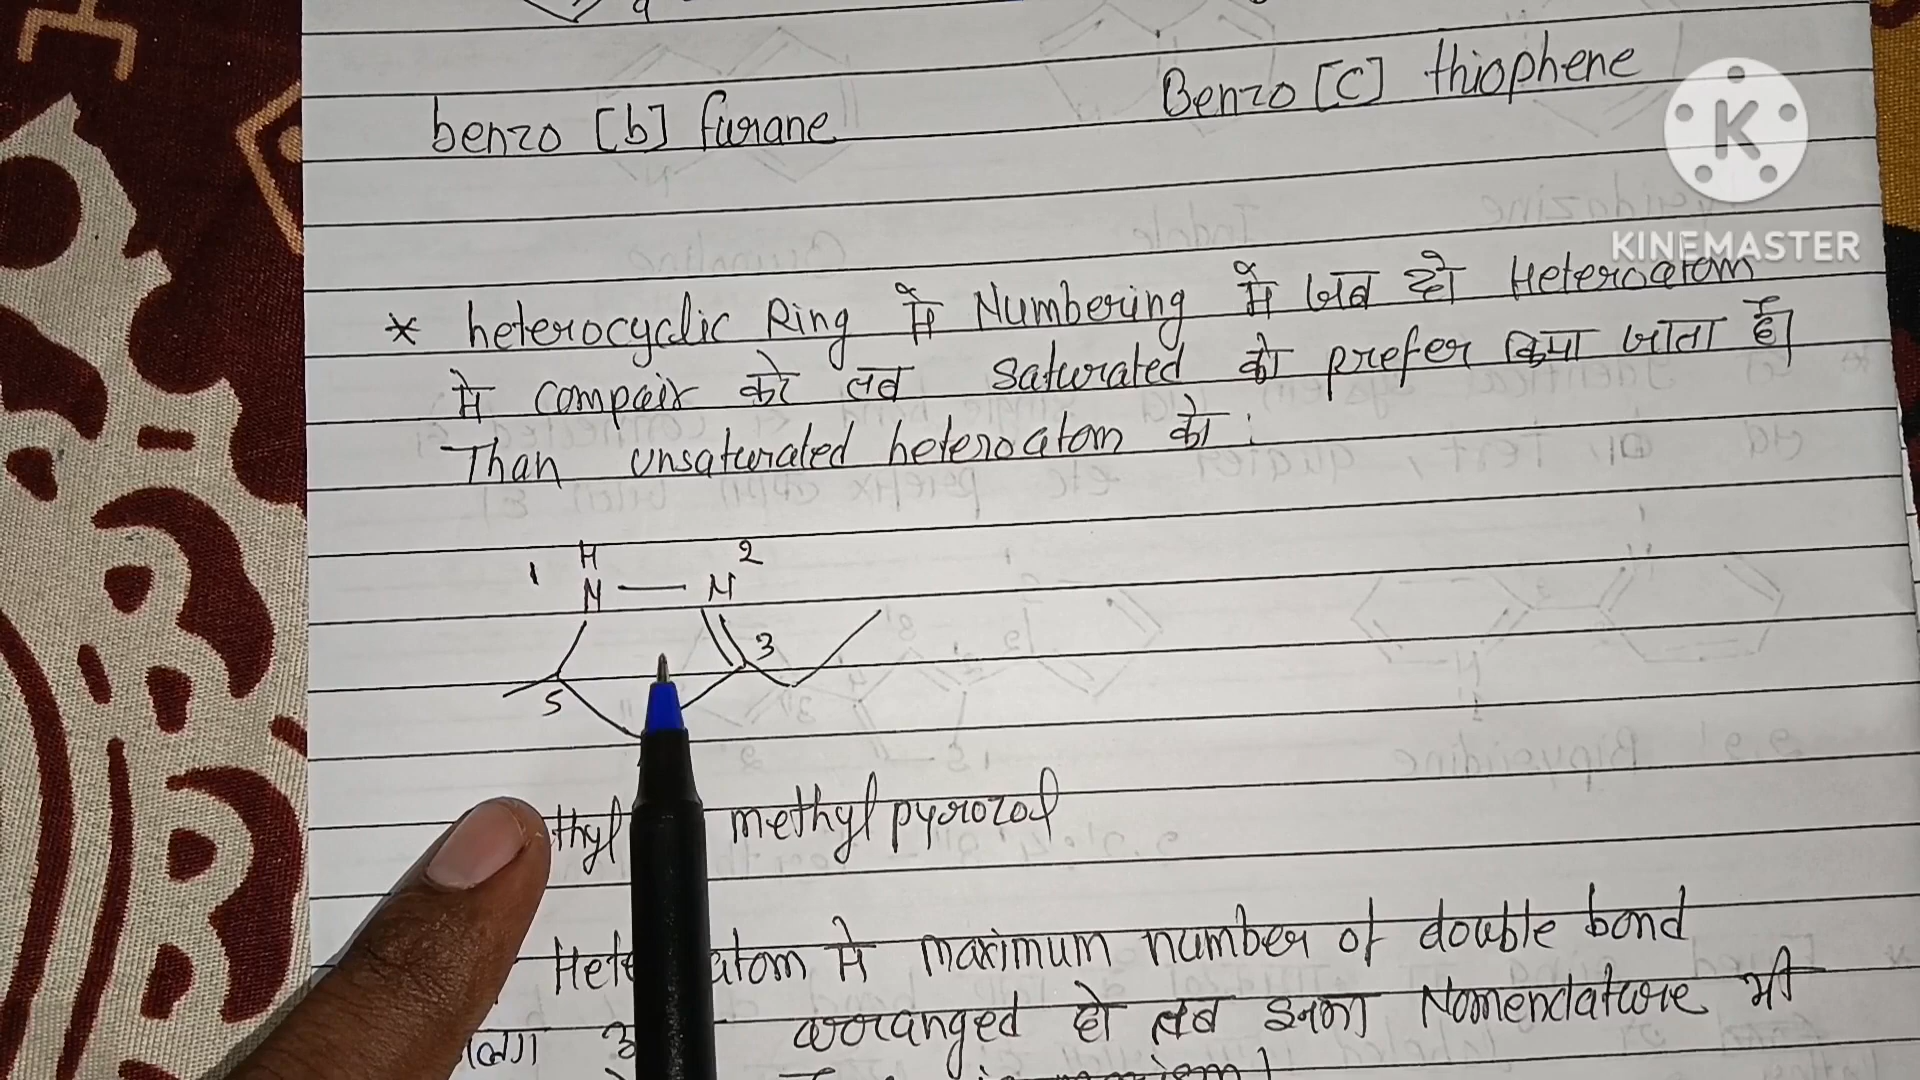 benzo [b] furane
Benzo [C] thiophene
K
KINEMASTER
* heterocyclic Ring में Numbering में जब दो Heteroatom
में compair करे तब saturated को prefer किया जाता है।
Than unsaturated heteroatom को
H
1 N — N 2
3
5
thyl methyl pyrozol
atom में maximum number of double bond
arranged हो तब इनका Nomenclature भी